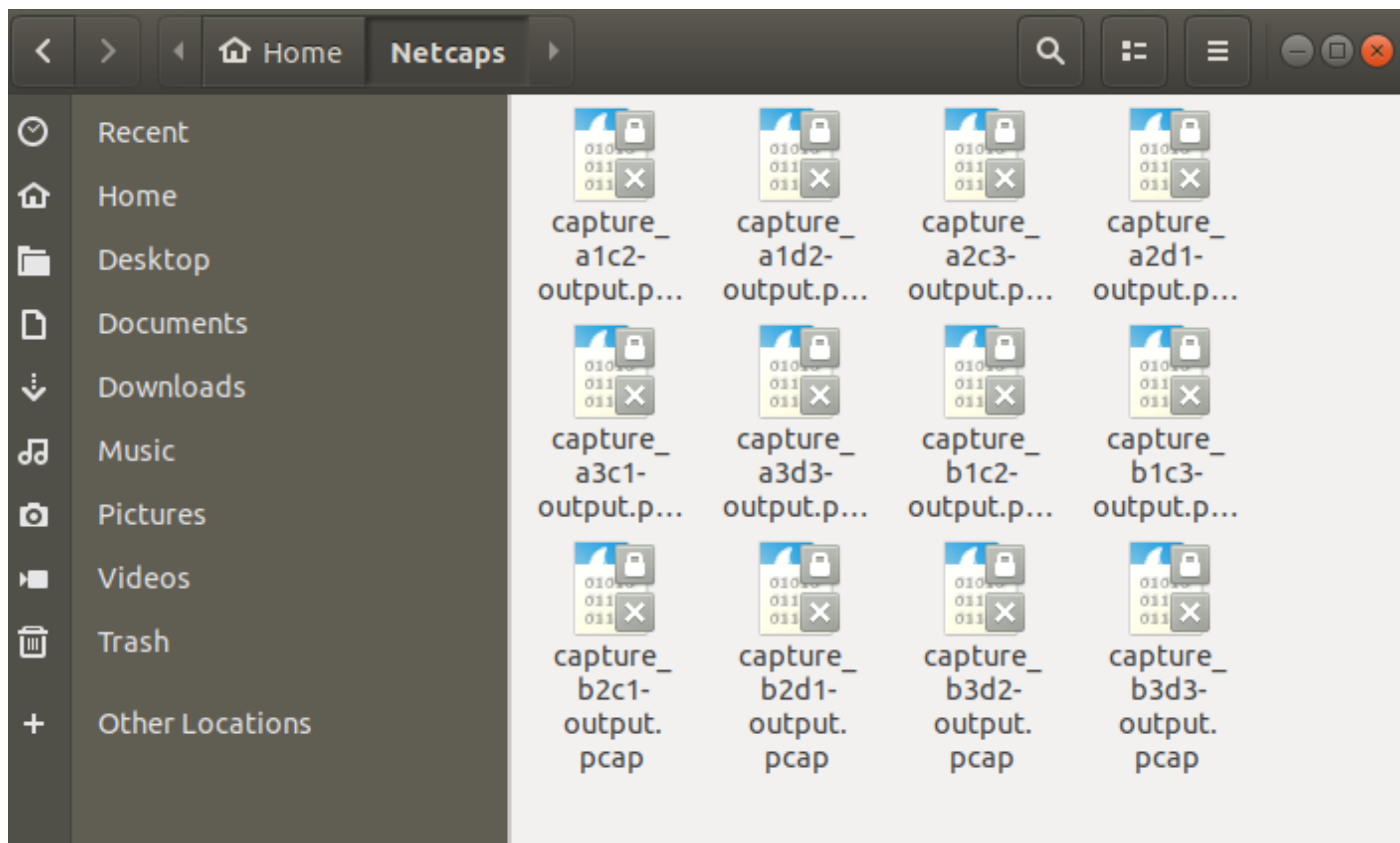 Home
Netcaps
Recent
Home
Desktop
Documents
Downloads
Music
Pictures
Videos
Trash
Other Locations
capture_
a1c2-
output.p...
capture_
a1d2-
output.p...
capture_
a2c3-
output.p...
capture_
a2d1-
output.p...
capture_
a3c1-
output.p...
capture_
a3d3-
output.p...
capture_
b1c2-
output.p...
capture_
b1c3-
output.p...
capture_
b2c1-
output.
pcap
capture_
b2d1-
output.
pcap
capture_
b3d2-
output.
pcap
capture_
b3d3-
output.
pcap